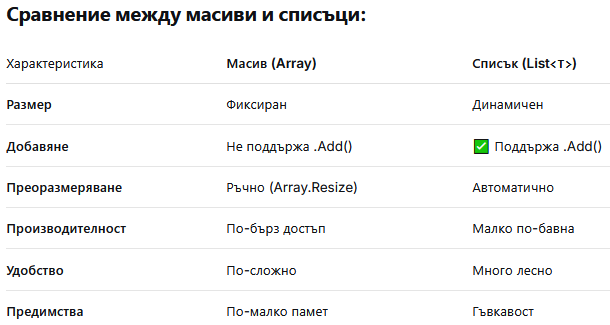 Сравнение между масиви и списъци:
Характеристика Масив (Array) Списък (List<T>)
Размер Фиксиран Динамичен
Добавяне Не поддържа .Add() ✅ Поддържа .Add()
Преоразмеряване Ръчно (Array.Resize) Автоматично
Производителност По-бърз достъп Малко по-бавна
Удобство По-сложно Много лесно
Предимства По-малко памет Гъвкавост